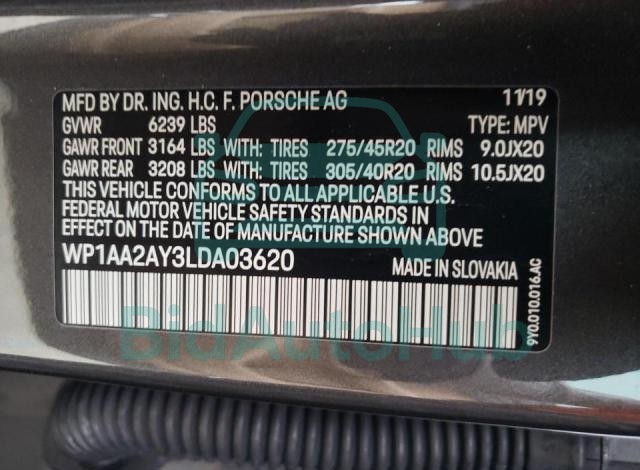 MFD BY DR. ING. H.C. F. PORSCHE AG 11/19
GVWR 6239 LBS TYPE: MPV
GAWR FRONT 3164 LBS WITH: TIRES 275/45R20 RIMS 9.0JX20
GAWR REAR 3208 LBS WITH: TIRES 305/40R20 RIMS 10.5JX20
THIS VEHICLE CONFORMS TO ALL APPLICABLE U.S.
FEDERAL MOTOR VEHICLE SAFETY STANDARDS IN
EFFECT ON THE DATE OF MANUFACTURE SHOWN ABOVE.
WP1AA2AY3LDA03620 MADE IN SLOVAKIA
9Y0.010.016.AC
BidAutoHub